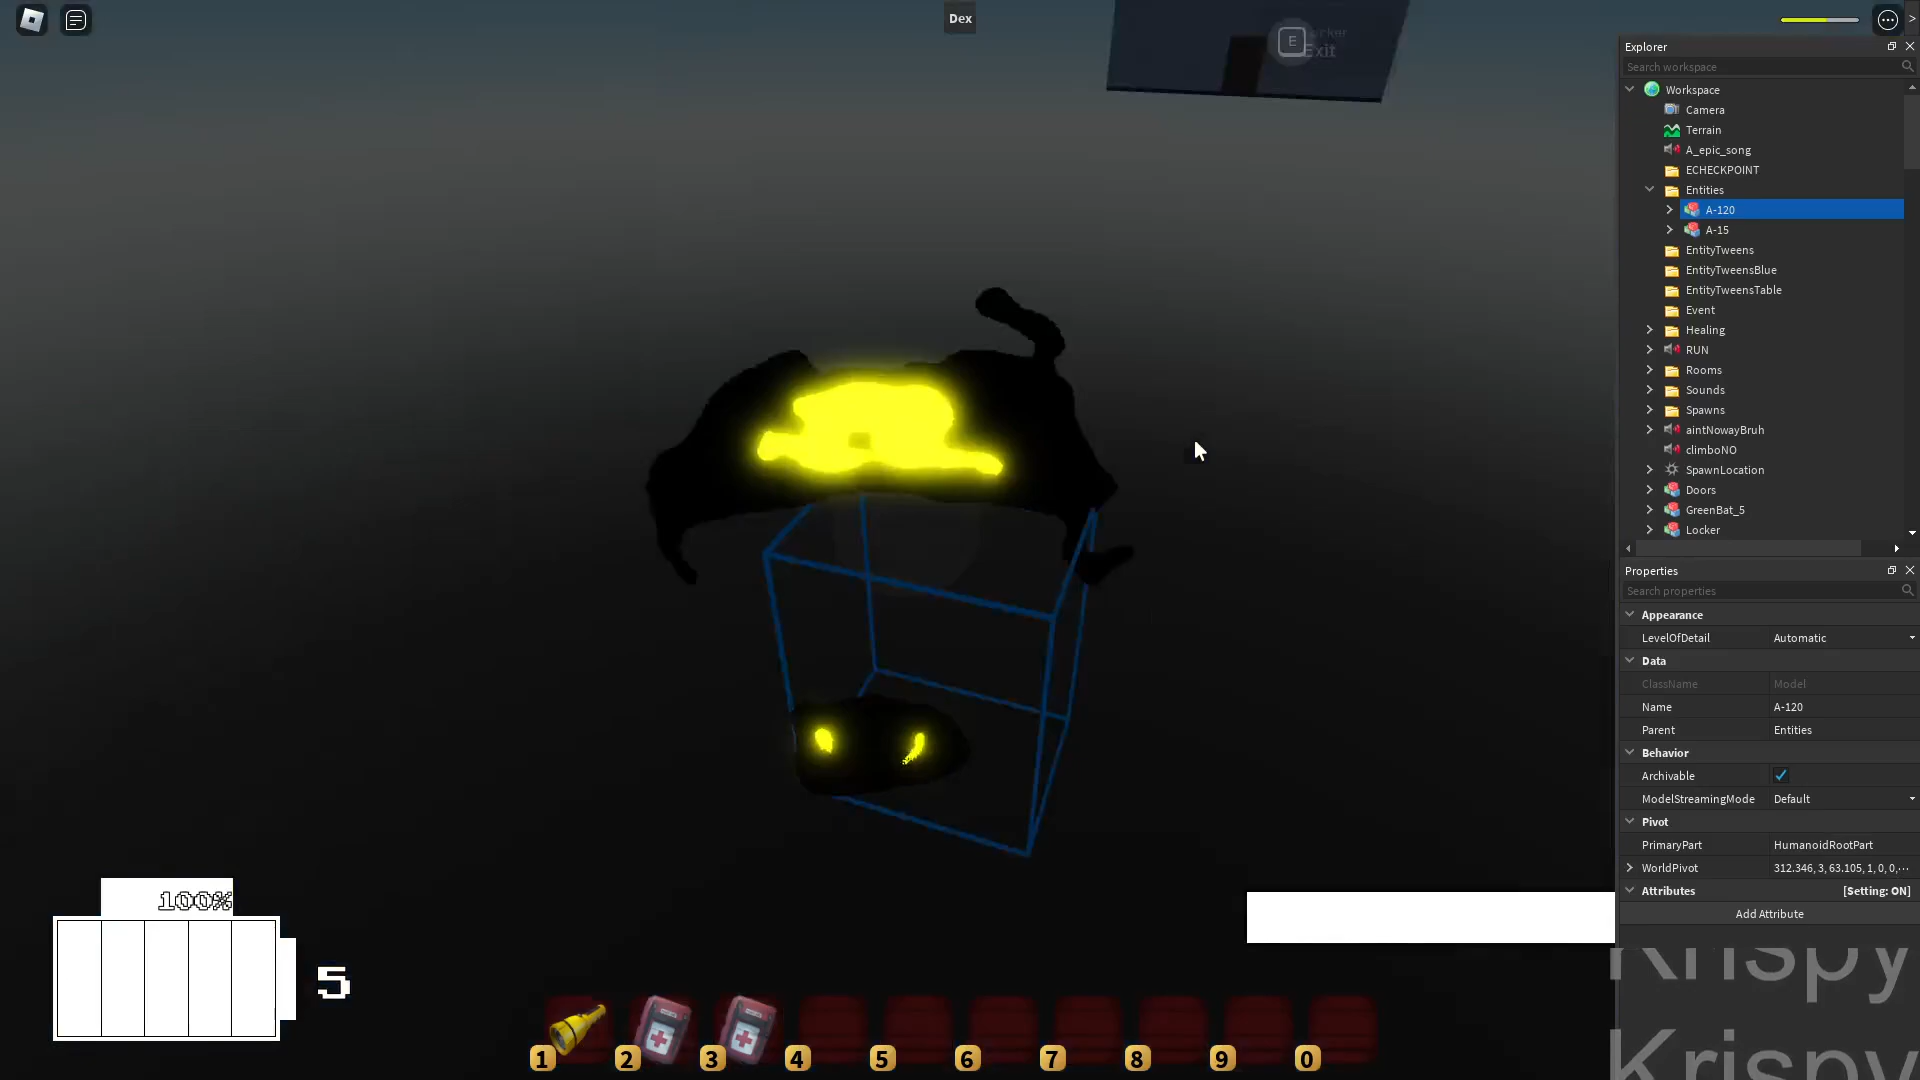 Dex
E
Exit
>
Explorer
Search workspace
Workspace
Camera
Terrain
A_epic_song
ECHECKPOINT
Entities
A-120
A-15
EntityTweens
EntityTweensBlue
EntityTweensTable
Event
Healing
RUN
Rooms
Sounds
Spawns
aintNowayBruh
climboNO
SpawnLocation
Doors
GreenBat_5
Locker
Properties
Search properties
Appearance
LevelOfDetail Automatic
Data
ClassName Model
Name A-120
Parent Entities
Behavior
Archivable
ModelStreamingMode Default
Pivot
PrimaryPart HumanoidRootPart
WorldPivot 312.346, 3, 63.105, 1, 0, 0,...
Attributes [Setting: ON]
Add Attribute
Krispy
Krispy
100%
5
1 2 3 4 5 6 7 8 9 0